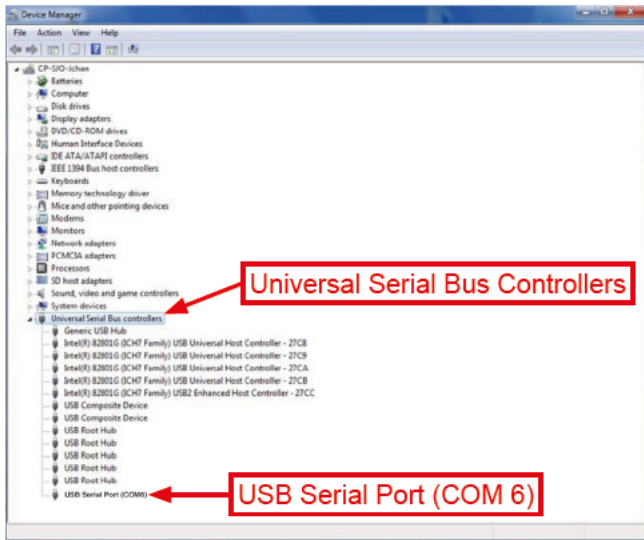 Device Manager
File Action View Help
CP-SJO-Jchan
Batteries
Computer
Disk drives
Display adapters
DVD/CD-ROM drives
Human Interface Devices
IDE ATA/ATAPI controllers
IEEE 1394 Bus host controllers
Keyboards
Memory technology driver
Mice and other pointing devices
Modems
Monitors
Network adapters
PCMCIA adapters
Processors
SD host adapters
Sound, video and game controllers
System devices
Universal Serial Bus Controllers
Universal Serial Bus controllers
Generic USB Hub
Intel(R) 82801G (ICH7 Family) USB Universal Host Controller - 27C8
Intel(R) 82801G (ICH7 Family) USB Universal Host Controller - 27C9
Intel(R) 82801G (ICH7 Family) USB Universal Host Controller - 27CA
Intel(R) 82801G (ICH7 Family) USB Universal Host Controller - 27CB
Intel(R) 82801G (ICH7 Family) USB2 Enhanced Host Controller - 27CC
USB Composite Device
USB Composite Device
USB Root Hub
USB Root Hub
USB Root Hub
USB Root Hub
USB Root Hub
USB Serial Port (COM6)
USB Serial Port (COM 6)